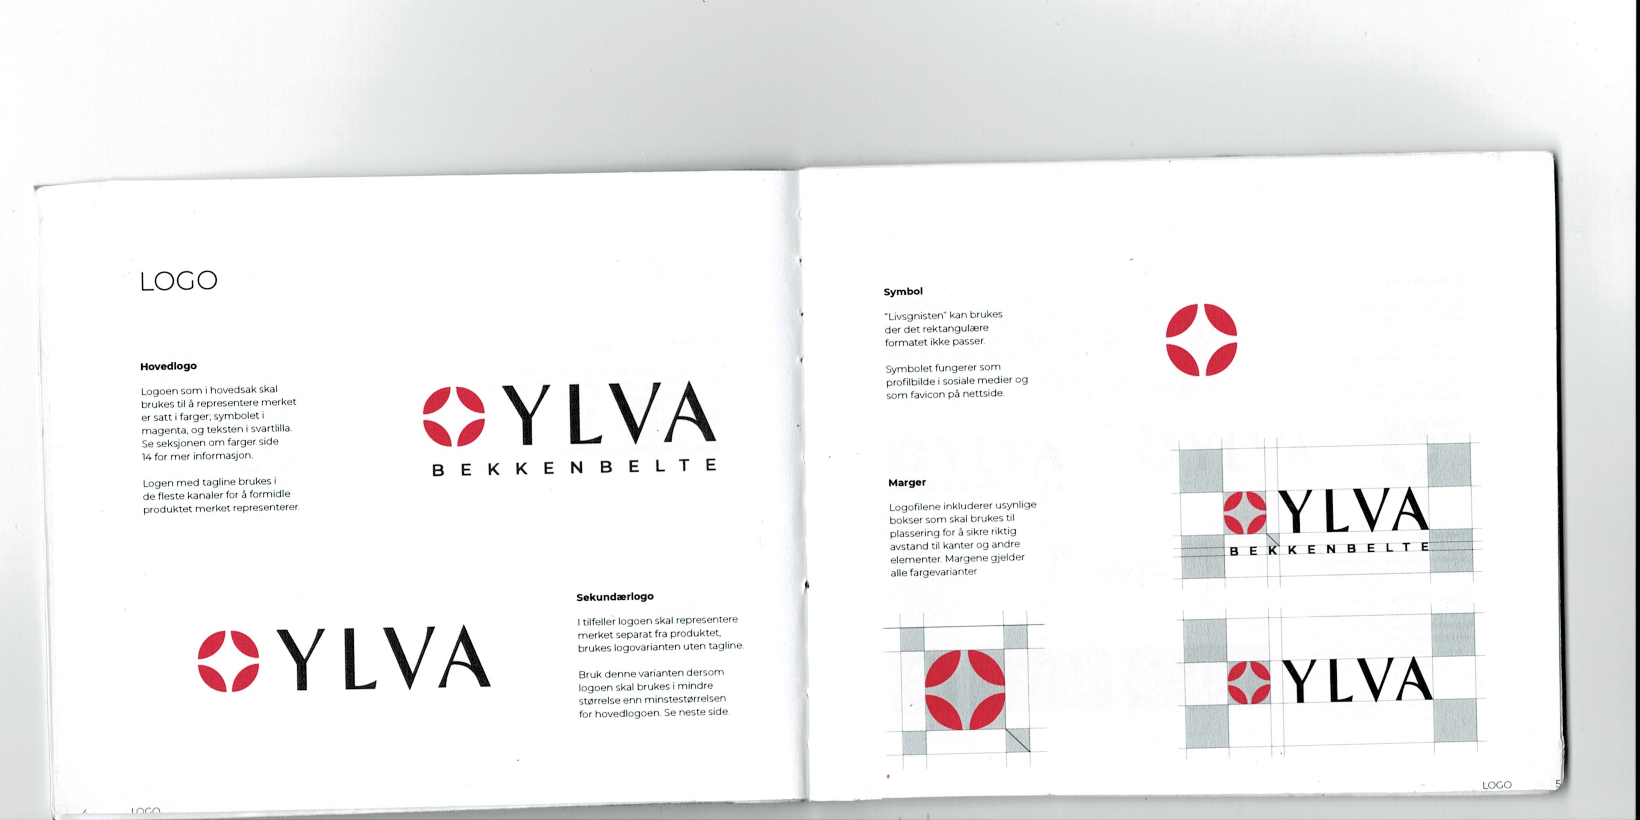 LOGO
Hovedlogo
Logoen som i hovedsak skal
brukes til å representere merket
er satt i farger; symbolet i
magenta, og teksten i svartlilla.
Se seksjonen om farger side
14 for mer informasjon.
Logen med tagline brukes i
de fleste kanaler for å formidle
produktet merket representerer.
YLVA
BEKKENBELTE
YLVA
Sekundærlogo
I tilfeller logoen skal representere
merket separat fra produktet,
brukes logovarianten uten tagline.
Bruk denne varianten dersom
logoen skal brukes i mindre
størrelse enn minstestørrelsen
for hovedlogoen. Se neste side.
4
LOGO
Symbol
"Livsgnisten" kan brukes
der det rektangulære
formatet ikke passer.
Symbolet fungerer som
profilbilde i sosiale medier og
som favicon på nettside.
Marger
Logofilene inkluderer usynlige
bokser som skal brukes til
plassering for å sikre riktig
avstand til kanter og andre
elementer. Margene gjelder
alle fargevarianter
YLVA
BEKKENBELTE
YLVA
LOGO
5